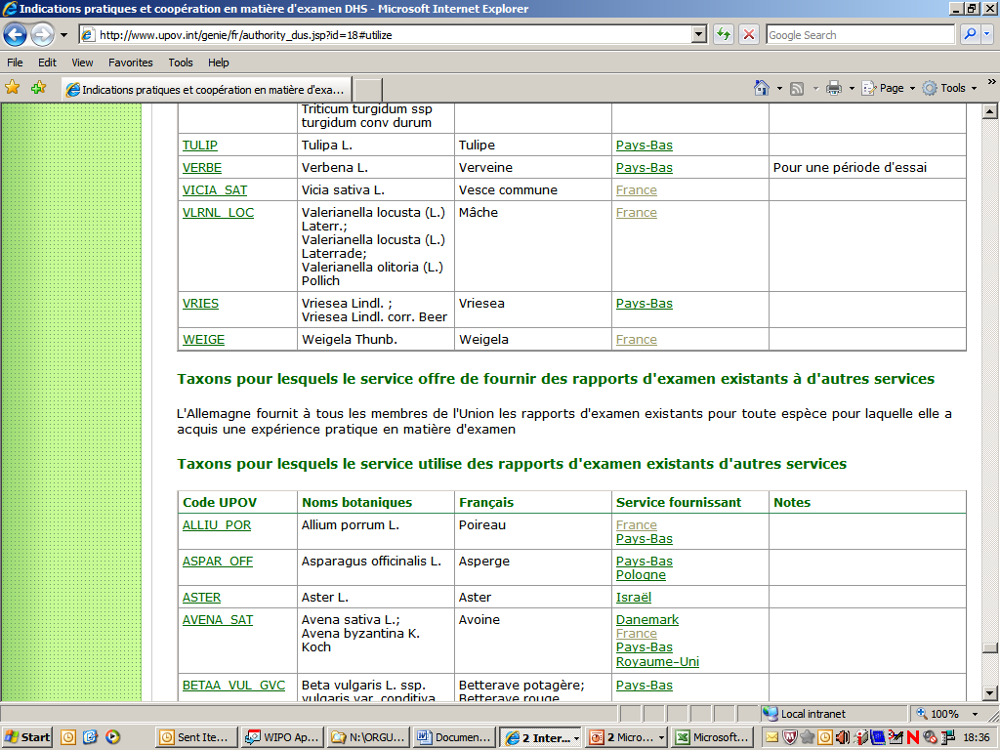 Indications pratiques et coopération en matière d'examen DHS - Microsoft Internet Explorer
http://www.upov.int/genie/fr/authority_dus.jsp?id=18#utilize
Google Search
File Edit View Favorites Tools Help
Indications pratiques et coopération en matière d'exa...
Page Tools »
Triticum turgidum ssp
turgidum conv durum
TULIP Tulipa L. Tulipe Pays-Bas
VERBE Verbena L. Verveine Pays-Bas Pour une période d'essai
VICIA_SAT Vicia sativa L. Vesce commune France
VLRNL_LOC Valerianella locusta (L.) Mâche France
Laterr.;
Valerianella locusta (L.)
Laterrade;
Valerianella olitoria (L.)
Pollich
VRIES Vriesea Lindl. ; Vriesea Pays-Bas
Vriesea Lindl. corr. Beer
WEIGE Weigela Thunb. Weigela France
Taxons pour lesquels le service offre de fournir des rapports d'examen existants à d'autres services
L'Allemagne fournit à tous les membres de l'Union les rapports d'examen existants pour toute espèce pour laquelle elle a
acquis une expérience pratique en matière d'examen
Taxons pour lesquels le service utilise des rapports d'examen existants d'autres services
Code UPOV Noms botaniques Français Service fournissant Notes
ALLIU_POR Allium porrum L. Poireau France
Pays-Bas
ASPAR_OFF Asparagus officinalis L. Asperge Pays-Bas
Pologne
ASTER Aster L. Aster Israël
AVENA_SAT Avena sativa L.; Avoine Danemark
Avena byzantina K. France
Koch Pays-Bas
Royaume-Uni
BETAA_VUL_GVC Beta vulgaris L. ssp. Betterave potagère; Pays-Bas
vulgaris var. conditiva Betterave rouge
Local intranet 100%
Start Sent Ite... WIPO Ap... N:\ORGU... Documen... 2 Inter... 2 Micro... Microsoft... 18:36